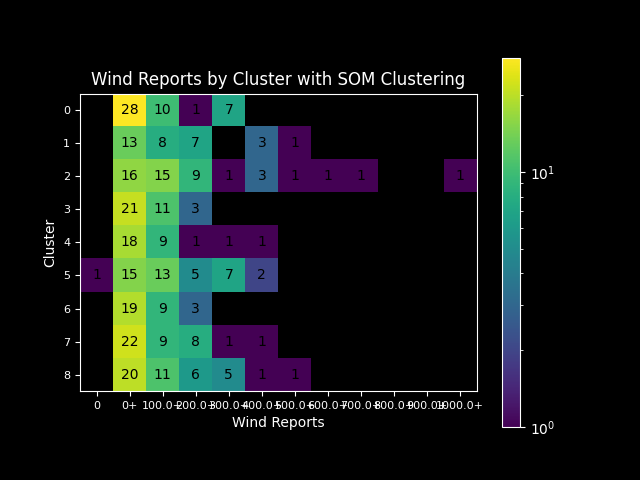 Wind Reports by Cluster with SOM Clustering
0 28 10 1 7
1 13 8 7 3 1
2 16 15 9 1 3 1 1 1 1
3 21 11 3
4 18 9 1 1 1
5 1 15 13 5 7 2
6 19 9 3
7 22 9 8 1 1
8 20 11 6 5 1 1
Cluster
0 0+ 100.0+ 200.0+ 300.0+ 400.0+ 500.0+ 600.0+ 700.0+ 800.0+ 900.0+ 1000.0+
Wind Reports
10¹
10⁰